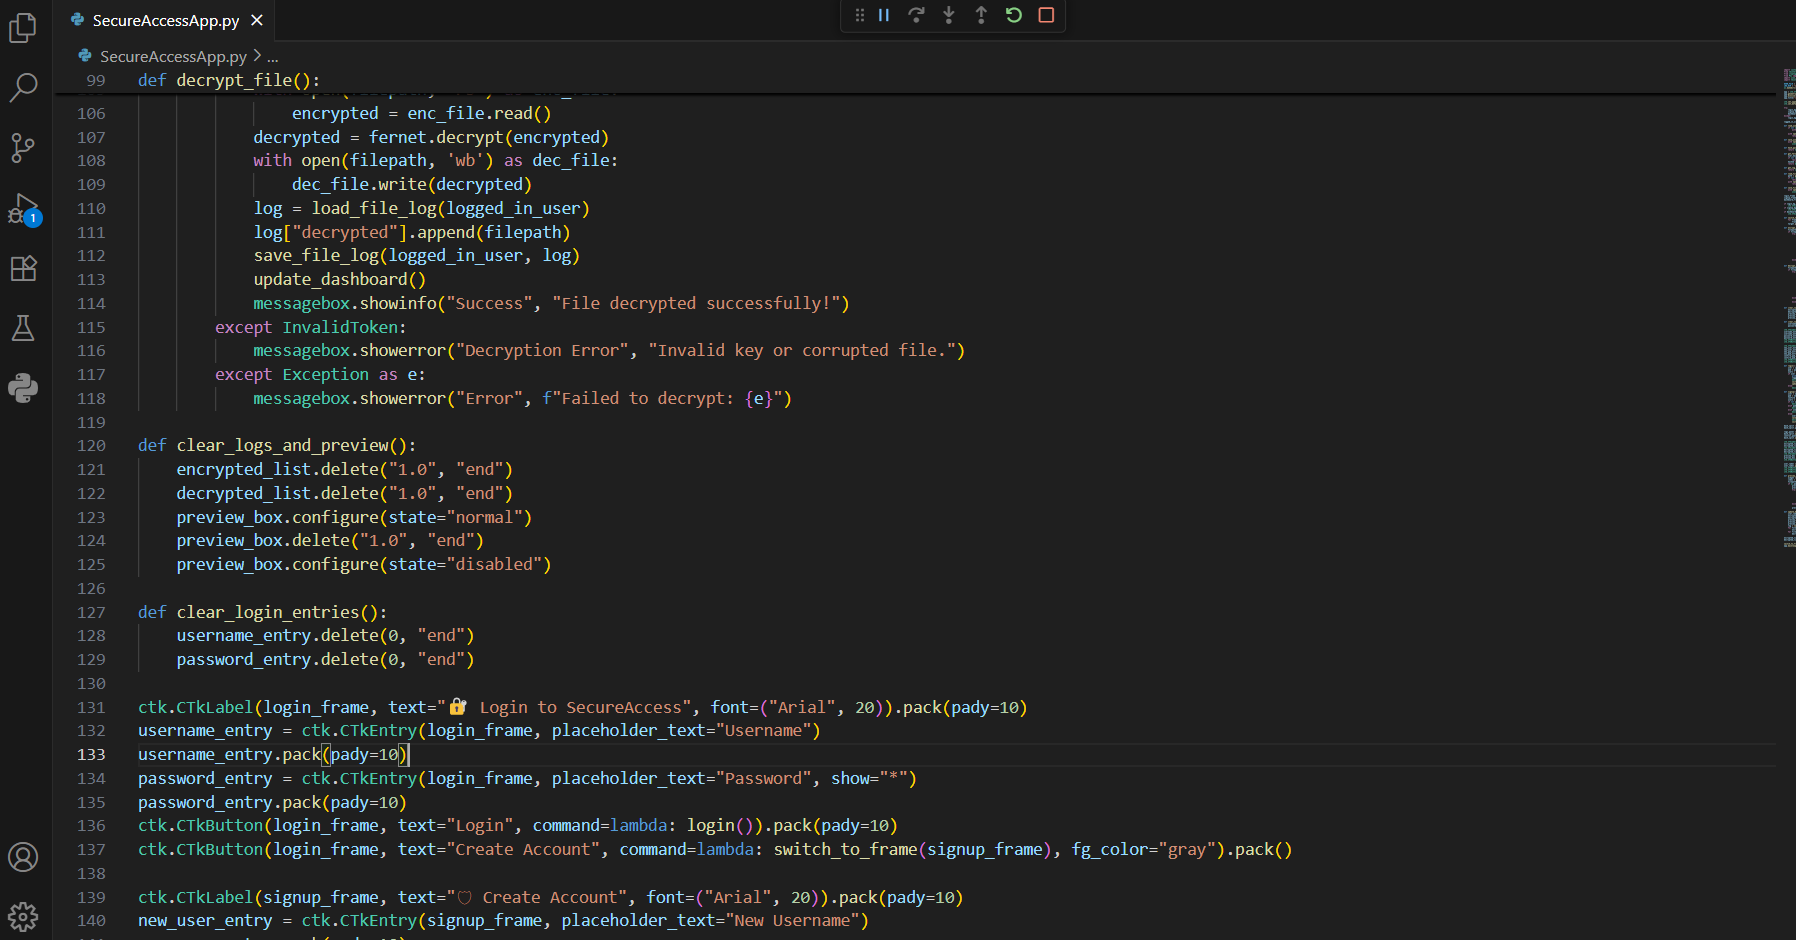 SecureAccessApp.py
SecureAccessApp.py > ...
99 def decrypt_file():
106 encrypted = enc_file.read()
107 decrypted = fernet.decrypt(encrypted)
108 with open(filepath, 'wb') as dec_file:
109 dec_file.write(decrypted)
110 log = load_file_log(logged_in_user)
111 log["decrypted"].append(filepath)
112 save_file_log(logged_in_user, log)
113 update_dashboard()
114 messagebox.showinfo("Success", "File decrypted successfully!")
115 except InvalidToken:
116 messagebox.showerror("Decryption Error", "Invalid key or corrupted file.")
117 except Exception as e:
118 messagebox.showerror("Error", f"Failed to decrypt: {e}")
119
120 def clear_logs_and_preview():
121 encrypted_list.delete("1.0", "end")
122 decrypted_list.delete("1.0", "end")
123 preview_box.configure(state="normal")
124 preview_box.delete("1.0", "end")
125 preview_box.configure(state="disabled")
126
127 def clear_login_entries():
128 username_entry.delete(0, "end")
129 password_entry.delete(0, "end")
130
131 ctk.CTkLabel(login_frame, text="🔐 Login to SecureAccess", font=("Arial", 20)).pack(pady=10)
132 username_entry = ctk.CTkEntry(login_frame, placeholder_text="Username")
133 username_entry.pack(pady=10)
134 password_entry = ctk.CTkEntry(login_frame, placeholder_text="Password", show="*")
135 password_entry.pack(pady=10)
136 ctk.CTkButton(login_frame, text="Login", command=lambda: login()).pack(pady=10)
137 ctk.CTkButton(login_frame, text="Create Account", command=lambda: switch_to_frame(signup_frame), fg_color="gray").pack()
138
139 ctk.CTkLabel(signup_frame, text="🛡 Create Account", font=("Arial", 20)).pack(pady=10)
140 new_user_entry = ctk.CTkEntry(signup_frame, placeholder_text="New Username")
1